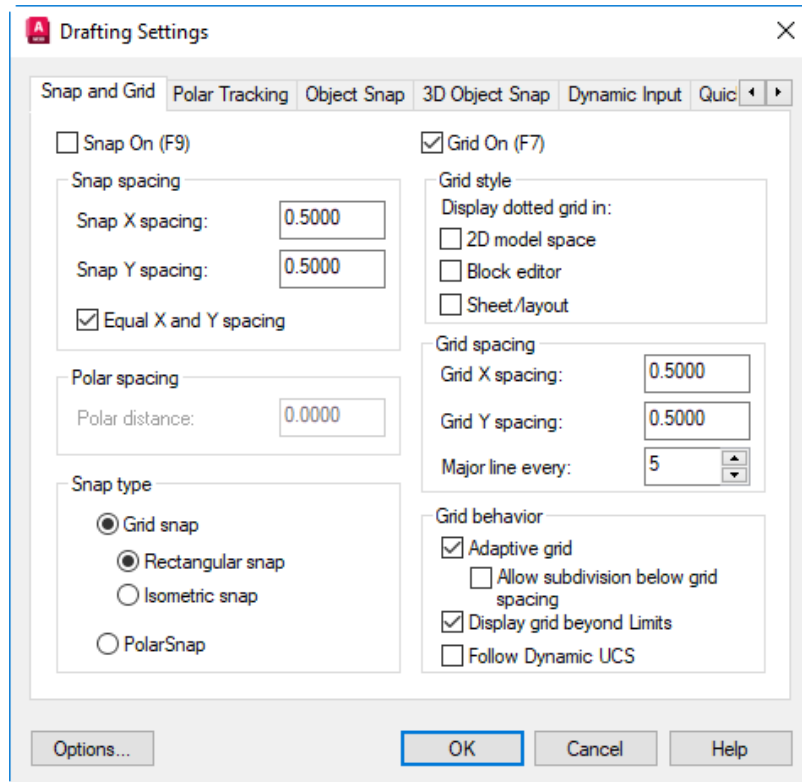 Drafting Settings
Snap and Grid Polar Tracking Object Snap 3D Object Snap Dynamic Input Quic
Snap On (F9)
Snap spacing
Snap X spacing: 0.5000
Snap Y spacing: 0.5000
Equal X and Y spacing
Polar spacing
Polar distance: 0.0000
Snap type
Grid snap
Rectangular snap
Isometric snap
PolarSnap
Grid On (F7)
Grid style
Display dotted grid in:
2D model space
Block editor
Sheet/layout
Grid spacing
Grid X spacing: 0.5000
Grid Y spacing: 0.5000
Major line every: 5
Grid behavior
Adaptive grid
Allow subdivision below grid
spacing
Display grid beyond Limits
Follow Dynamic UCS
Options... OK Cancel Help